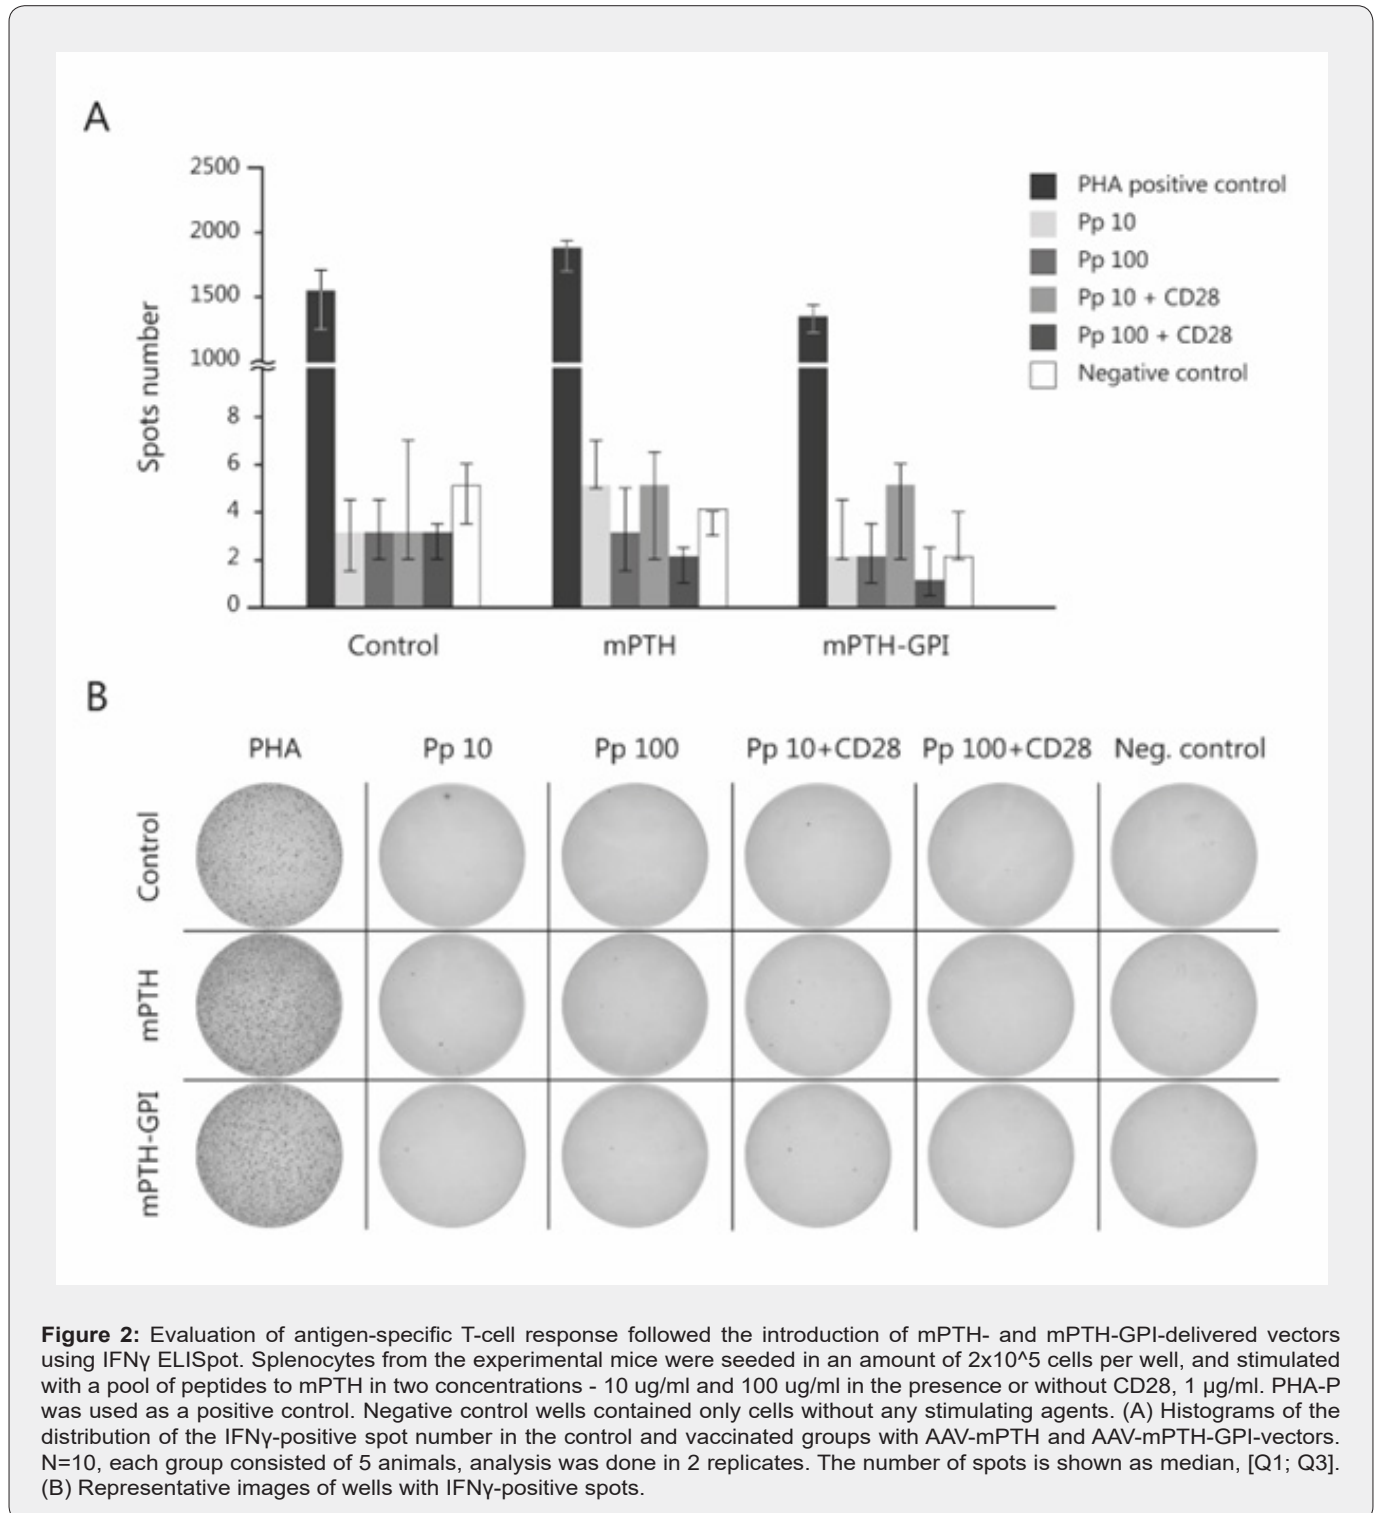 A
2500
2000
1500
1000
8
6
4
2
0
Spots number
PHA positive control
Pp 10
Pp 100
Pp 10 + CD28
Pp 100 + CD28
Negative control
Control
mPTH
mPTH-GPI
B
PHA
Pp 10
Pp 100
Pp 10+CD28
Pp 100+CD28
Neg. control
Control
mPTH
mPTH-GPI
Figure 2: Evaluation of antigen-specific T-cell response followed the introduction of mPTH- and mPTH-GPI-delivered vectors
using IFNγ ELISpot. Splenocytes from the experimental mice were seeded in an amount of 2x10^5 cells per well, and stimulated
with a pool of peptides to mPTH in two concentrations - 10 ug/ml and 100 ug/ml in the presence or without CD28, 1 µg/ml. PHA-P
was used as a positive control. Negative control wells contained only cells without any stimulating agents. (A) Histograms of the
distribution of the IFNγ-positive spot number in the control and vaccinated groups with AAV-mPTH and AAV-mPTH-GPI-vectors.
N=10, each group consisted of 5 animals, analysis was done in 2 replicates. The number of spots is shown as median, [Q1; Q3].
(B) Representative images of wells with IFNγ-positive spots.